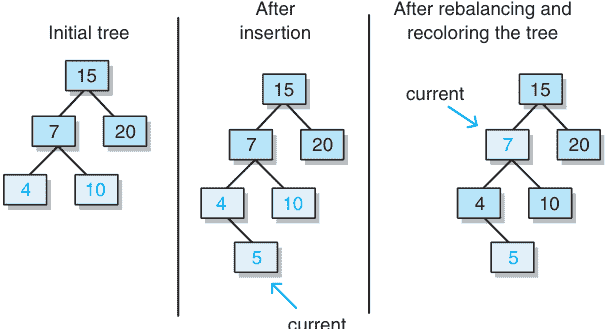 Initial tree
15
7 20
4 10
After
insertion
15
7 20
4 10
5
current
After rebalancing and
recoloring the tree
current
15
7 20
4 10
5